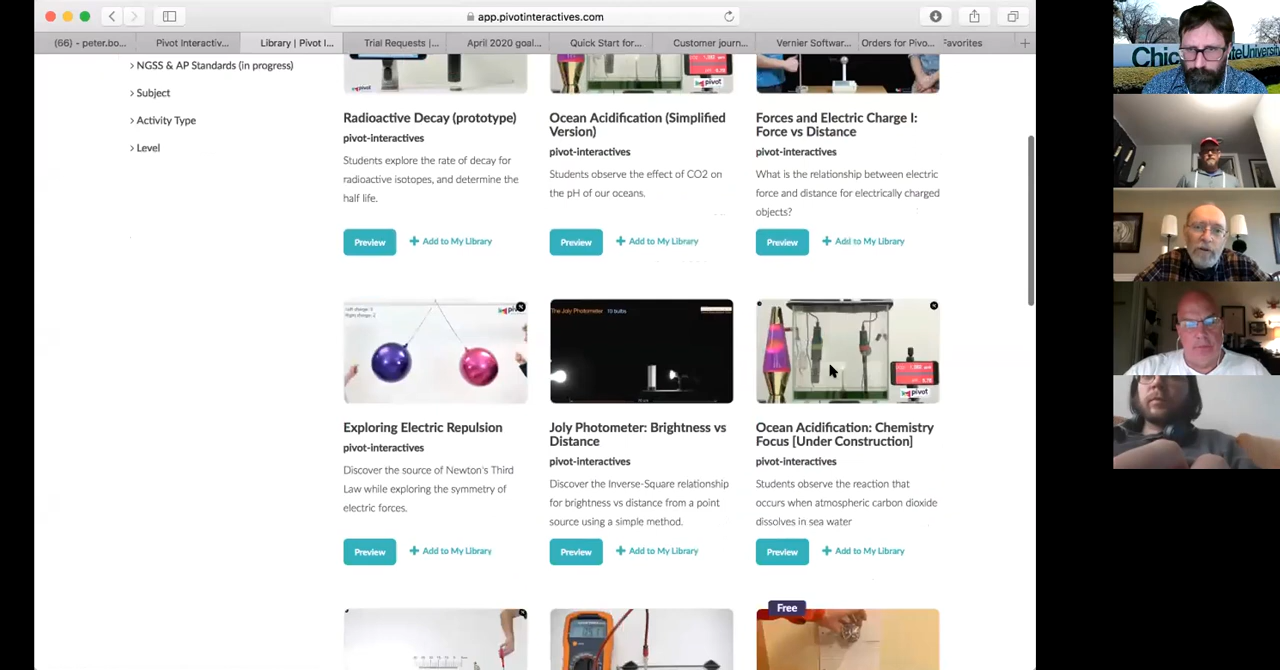 app.pivotinteractives.com
(66) - peter.bo...
Pivot Interactiv...
Library | Pivot I...
Trial Requests |...
April 2020 goal...
Quick Start for...
Customer journ...
Vernier Softwar...
Orders for Pivo...
Favorites
> NGSS & AP Standards (in progress)
> Subject
> Activity Type
> Level
Radioactive Decay (prototype)
pivot-interactives
Students explore the rate of decay for
radioactive isotopes, and determine the
half life.
Preview
+ Add to My Library
Ocean Acidification (Simplified
Version)
pivot-interactives
Students observe the effect of CO2 on
the pH of our oceans.
Preview
+ Add to My Library
Forces and Electric Charge I:
Force vs Distance
pivot-interactives
What is the relationship between electric
force and distance for electrically charged
objects?
Preview
+ Add to My Library
Exploring Electric Repulsion
pivot-interactives
Discover the source of Newton's Third
Law while exploring the symmetry of
electric forces.
Preview
+ Add to My Library
The Joly Photometer 10 bulbs
Joly Photometer: Brightness vs
Distance
pivot-interactives
Discover the Inverse-Square relationship
for brightness vs distance from a point
source using a simple method.
Preview
+ Add to My Library
pivot
Ocean Acidification: Chemistry
Focus [Under Construction]
pivot-interactives
Students observe the reaction that
occurs when atmospheric carbon dioxide
dissolves in sea water
Preview
+ Add to My Library
Free